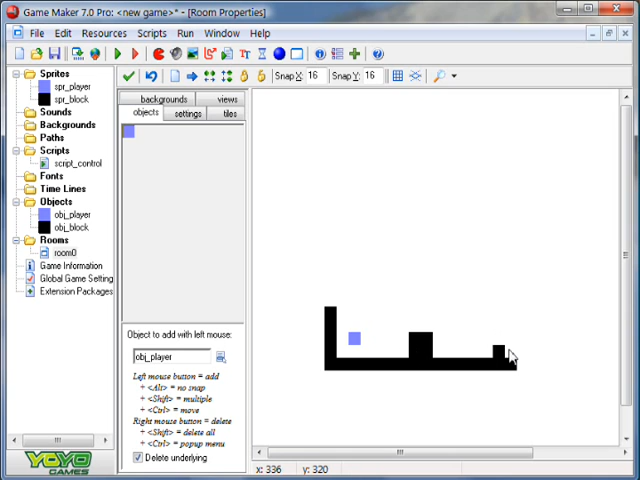 Game Maker 7.0 Pro: <new game>* - [Room Properties]
File Edit Resources Scripts Run Window Help
Snap X: 16 Snap Y: 16
Sprites
spr_player
spr_block
Sounds
Backgrounds
Paths
Scripts
script_control
Fonts
Time Lines
Objects
obj_player
obj_block
Rooms
room0
Game Information
Global Game Setting
Extension Packages
YOYO
GAMES
backgrounds views
objects settings tiles
Object to add with left mouse:
obj_player
Left mouse button = add
+ <Alt> = no snap
+ <Shift> = multiple
+ <Ctrl> = move
Right mouse button = delete
+ <Shift> = delete all
+ <Ctrl> = popup menu
Delete underlying
x: 336 y: 320